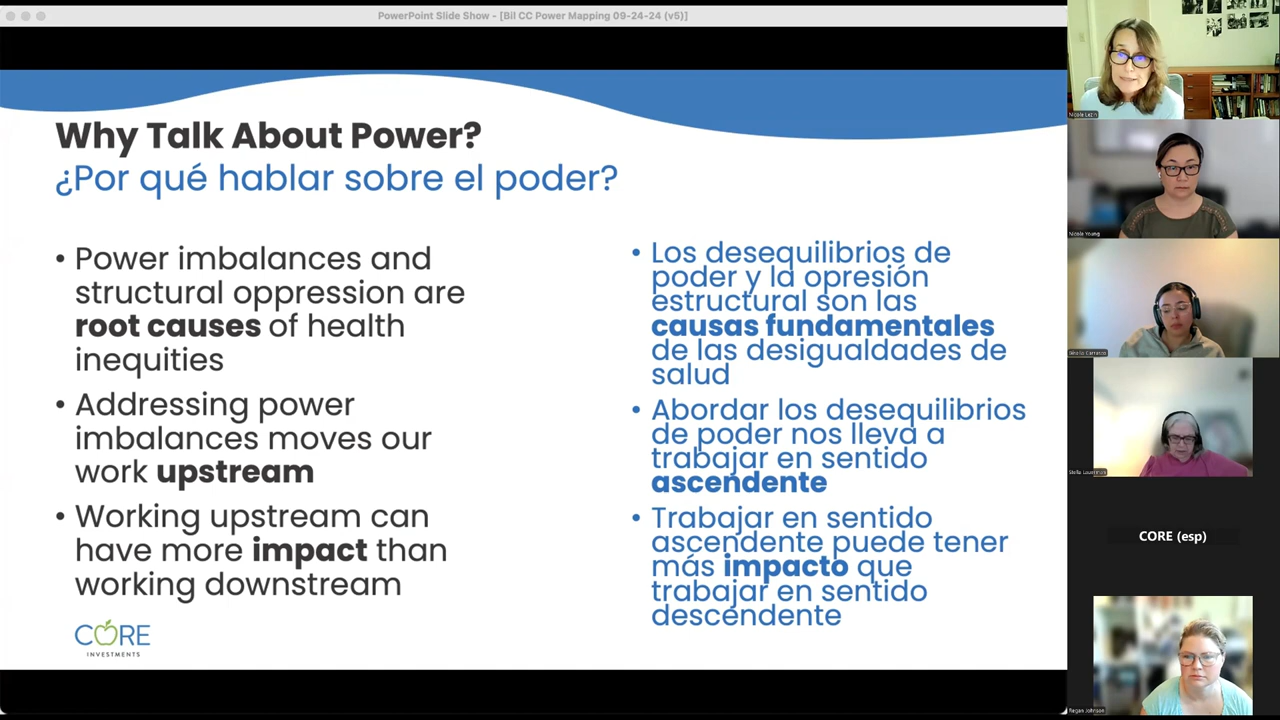 PowerPoint Slide Show - [Bil CC Power Mapping 09-24-24 (v5)]
Why Talk About Power?
¿Por qué hablar sobre el poder?
• Power imbalances and
structural oppression are
root causes of health
inequities
• Addressing power
imbalances moves our
work upstream
• Working upstream can
have more impact than
working downstream
• Los desequilibrios de
poder y la opresión
estructural son las
causas fundamentales
de las desigualdades de
salud
• Abordar los desequilibrios
de poder nos lleva a
trabajar en sentido
ascendente
• Trabajar en sentido
ascendente puede tener
más impacto que
trabajar en sentido
descendente
CORE
INVESTMENTS
Nicole Young
CORE (esp)
Regan Johnson